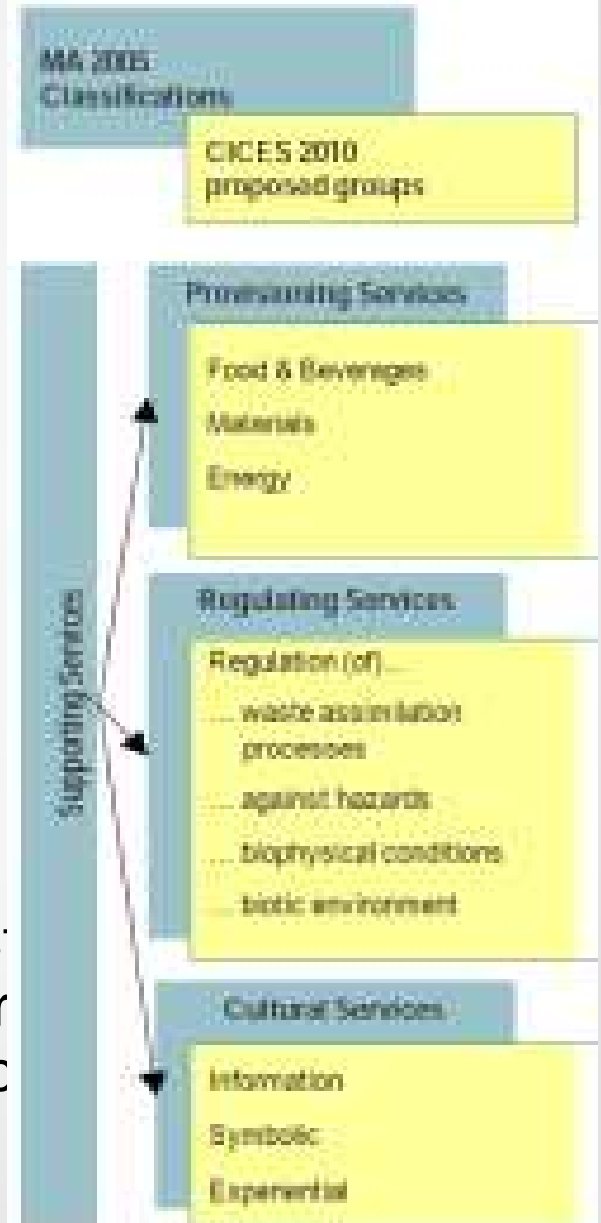 MA 2005
Classifications
CICES 2010
proposed groups
Supporting Services
Provisioning Services
Food & Beverages
Materials
Energy
Regulating Services
Regulation (of)...
.... waste assimilation
processes
.... against hazards
.... biophysical conditions
.... biotic environment
Cultural Services
Information
Symbolic
Experiential